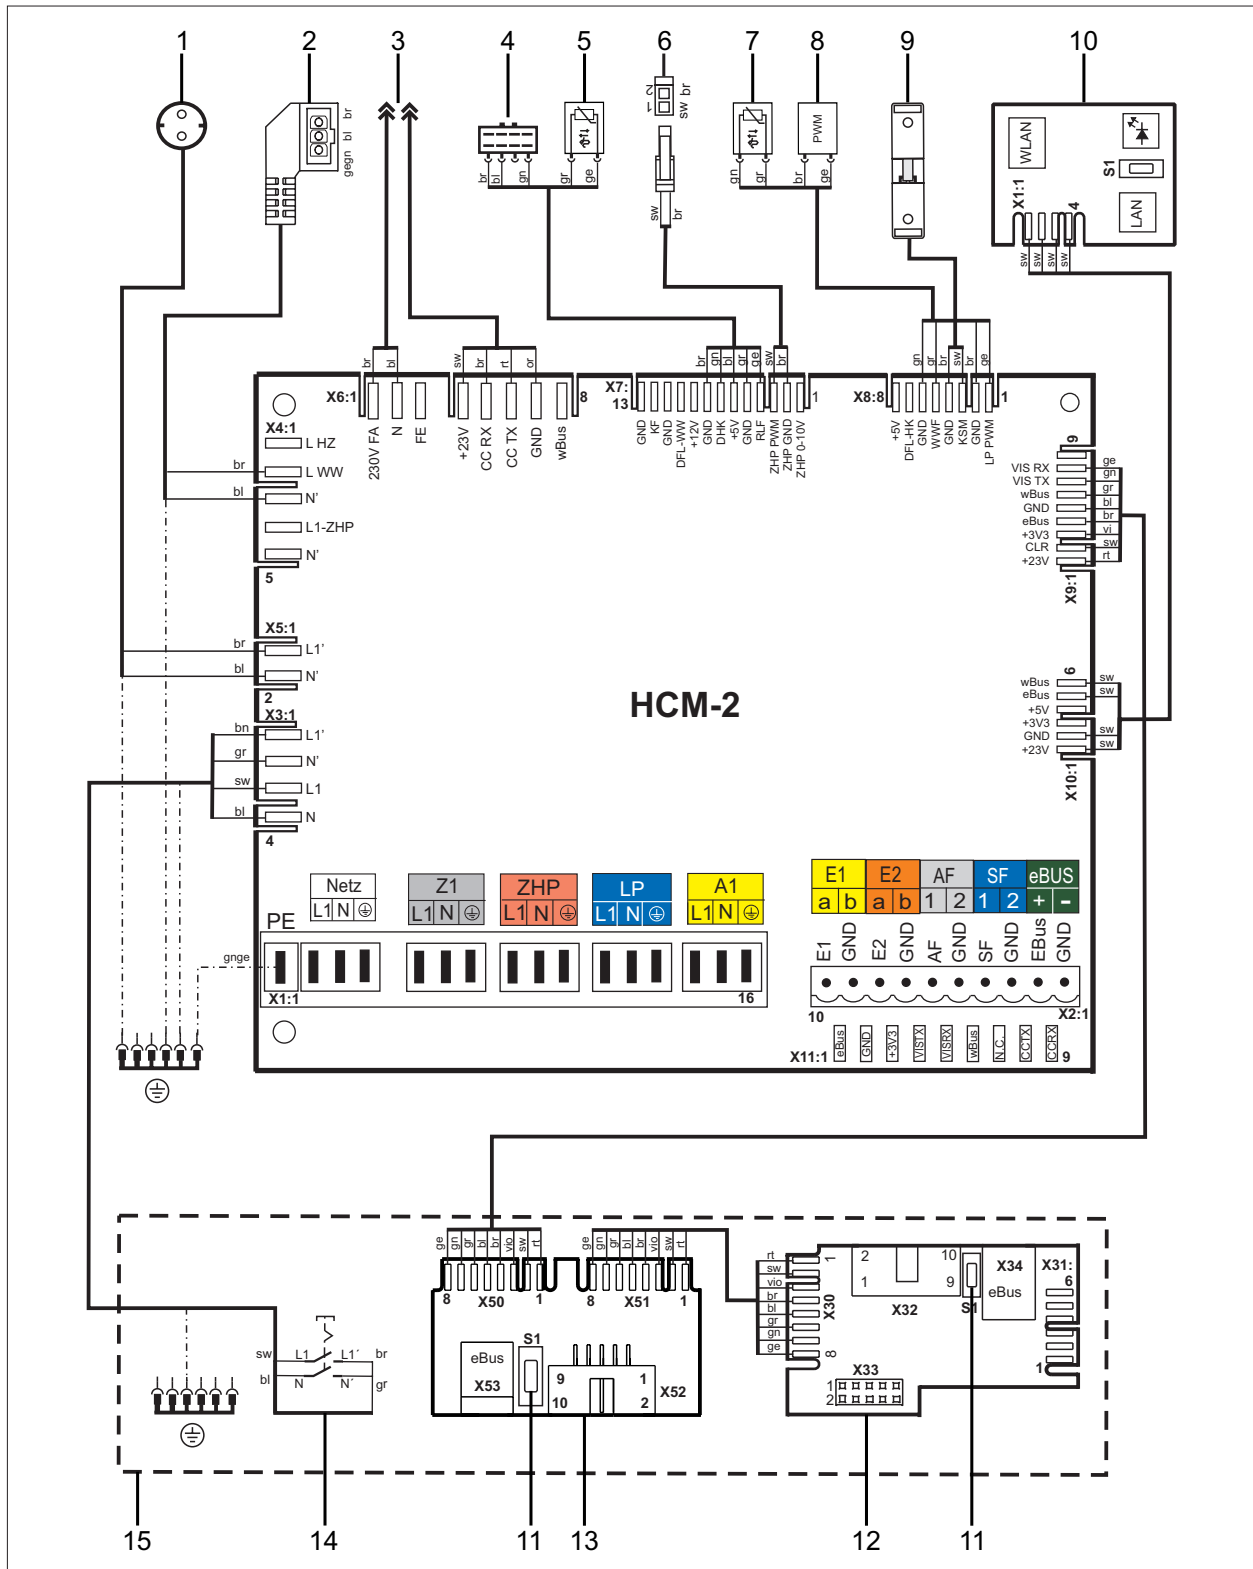 1 2 3 4 5 6 7 8 9 10
br
bl
gegn
2 br
1 sw
PWM
WLAN
S1
LAN
X1:1 4
br bl gn gr ge
sw br
gn gr br ge
sw sw sw sw
br bl
sw br rt or
br gn bl gr ge sw br
gn gr br sw br ge
X6:1 8
X7:
13 1
X8:8 1
230V FA
N
FE
+23V
CC RX
CC TX
GND
wBus
GND
KF
GND
DFL-WW
+12V
GND
DHK
+5V
GND
RLF
ZHP PWM
ZHP GND
ZHP 0-10V
+5V
DFL-HK
GND
WWF
GND
KSM
GND
LP PWM
X4:1
L HZ
br L WW
bl N'
L1-ZHP
N'
5
X5:1
br L1'
bl N'
2
X3:1
bn L1'
gr N'
sw L1
bl N
4
9
VIS RX ge
VIS TX gn
wBus gr
GND bl
eBus br
+3V3 vi
CLR sw
+23V rt
X9:1
HCM-2
6
wBus sw
eBus sw
+5V
+3V3
GND sw
+23V sw
X10:1
Netz Z1 ZHP LP A1
L1 N L1 N L1 N L1 N L1 N
PE
gnge
X1:1 16
E1 E2 AF SF eBUS
a b a b 1 2 1 2 + -
E1 GND E2 GND AF GND SF GND EBus GND
10 X2:1
X11:1 eBus GND +3V3 VISTX VISRX wBus N.C. CCTX CCRX 9
ge gn gr bl br vio sw rt
8 X50 1
ge gn gr bl br vio sw rt
8 X51 1
S1
eBus
X53
9 1
10 2
X52
rt
sw
vio
br
bl
gr
gn
ge
1 X30 8
2 10
1 9
X32
S1
X34
eBus
X31:
6
1
X33
1
2
sw L1 L1´ br
bl N N´ gr
15 14 11 13 12 11